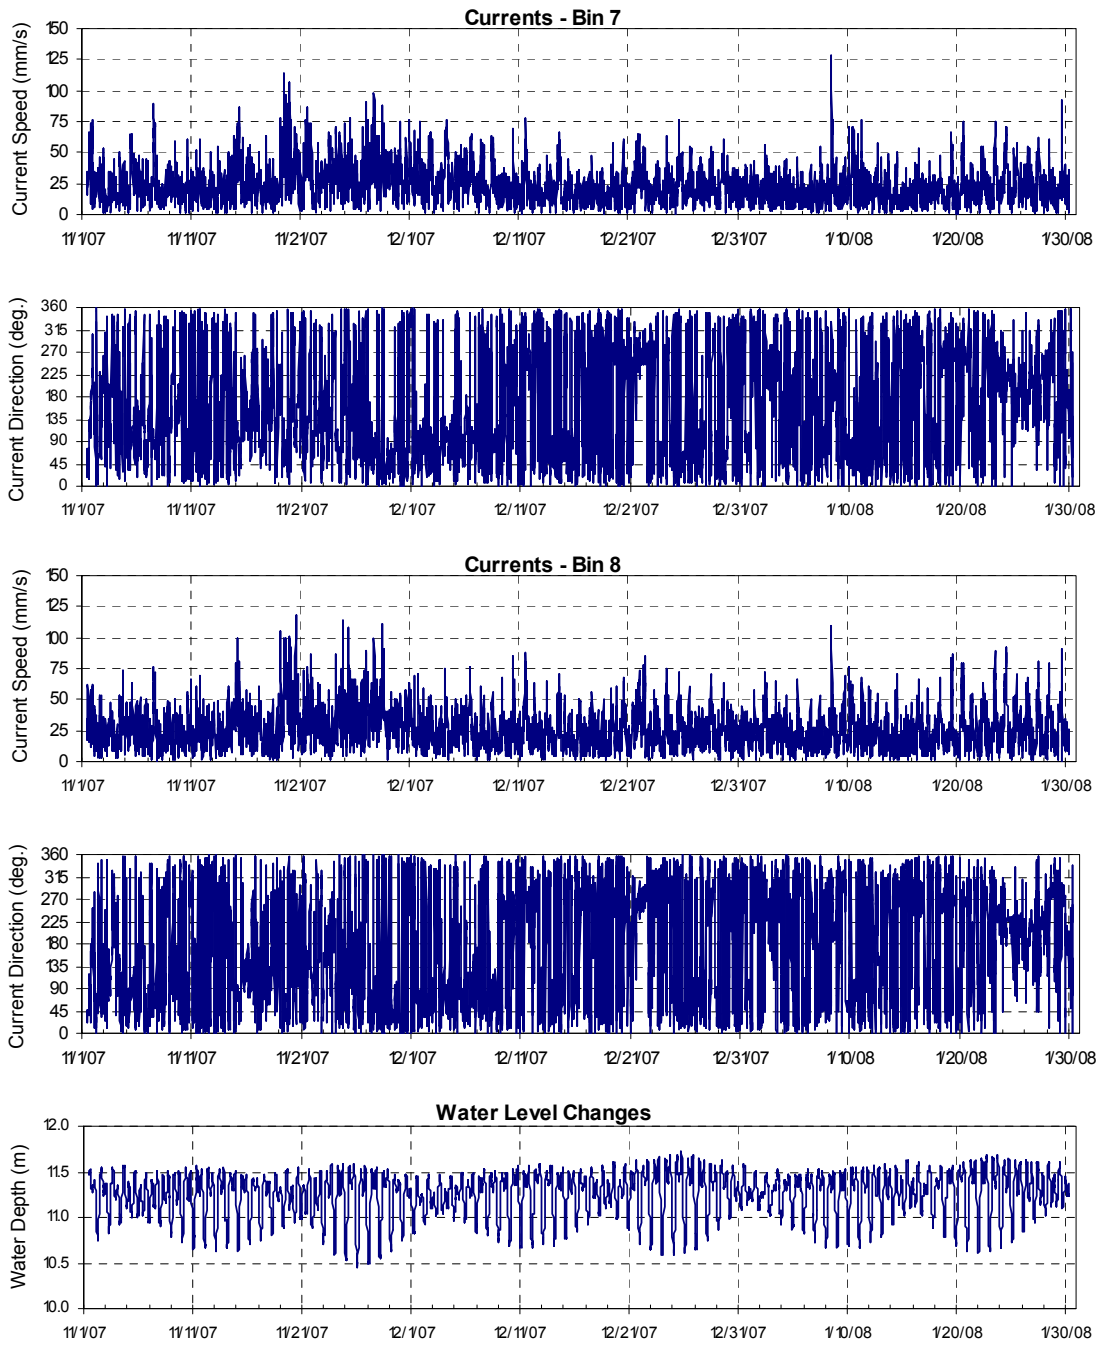 Currents - Bin 7
Current Speed (mm/s)
150
125
100
75
50
25
0
11/1/07 11/11/07 11/21/07 12/1/07 12/11/07 12/21/07 12/31/07 1/10/08 1/20/08 1/30/08
Current Direction (deg.)
360
315
270
225
180
135
90
45
0
11/1/07 11/11/07 11/21/07 12/1/07 12/11/07 12/21/07 12/31/07 1/10/08 1/20/08 1/30/08
Currents - Bin 8
Current Speed (mm/s)
150
125
100
75
50
25
0
11/1/07 11/11/07 11/21/07 12/1/07 12/11/07 12/21/07 12/31/07 1/10/08 1/20/08 1/30/08
Current Direction (deg.)
360
315
270
225
180
135
90
45
0
11/1/07 11/11/07 11/21/07 12/1/07 12/11/07 12/21/07 12/31/07 1/10/08 1/20/08 1/30/08
Water Level Changes
Water Depth (m)
12.0
11.5
11.0
10.5
10.0
11/1/07 11/11/07 11/21/07 12/1/07 12/11/07 12/21/07 12/31/07 1/10/08 1/20/08 1/30/08